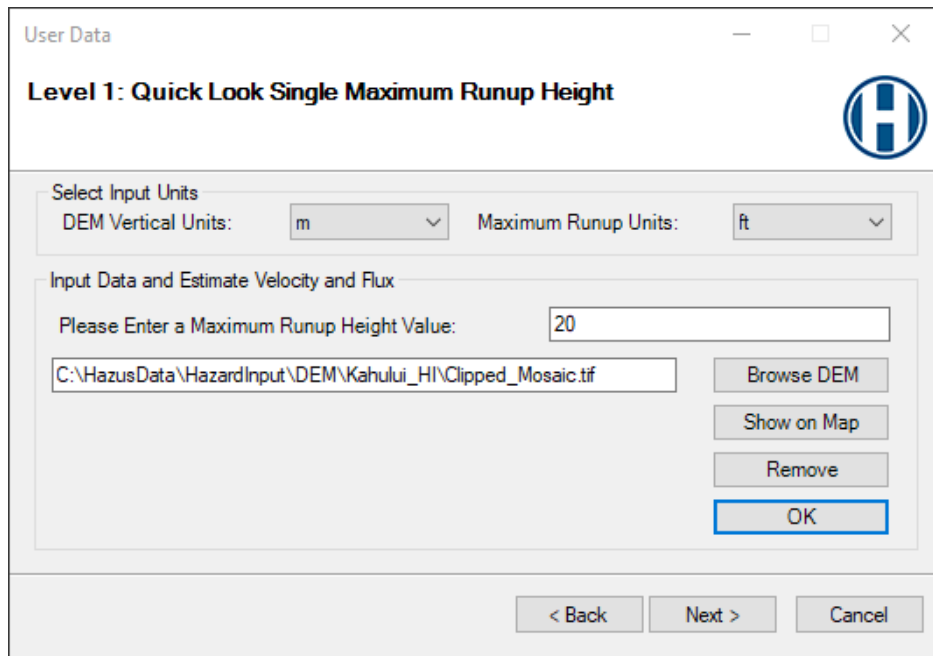 User Data
Level 1: Quick Look Single Maximum Runup Height
Select Input Units
DEM Vertical Units: m Maximum Runup Units: ft
Input Data and Estimate Velocity and Flux
Please Enter a Maximum Runup Height Value: 20
C:\HazusData\HazardInput\DEM\Kahului_HI\Clipped_Mosaic.tif Browse DEM
Show on Map
Remove
OK
< Back Next > Cancel